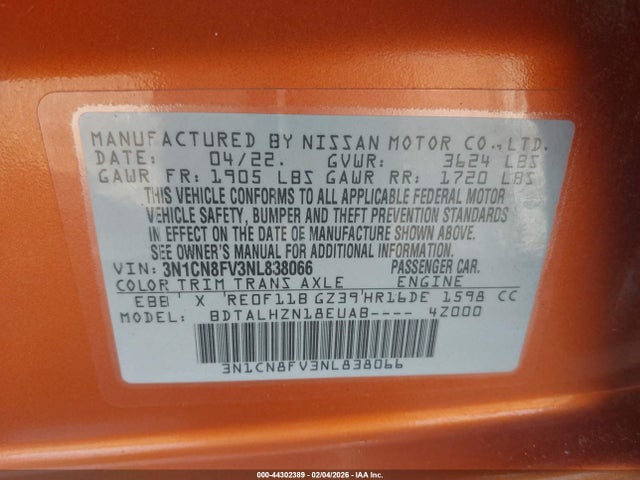 MANUFACTURED BY NISSAN MOTOR CO.,LTD.
DATE: 04/22. GVWR: 3624 LBS
GAWR FR: 1905 LBS GAWR RR: 1720 LBS
THIS VEHICLE CONFORMS TO ALL APPLICABLE FEDERAL MOTOR
VEHICLE SAFETY, BUMPER AND THEFT PREVENTION STANDARDS
IN EFFECT ON THE DATE OF MANUFACTURE SHOWN ABOVE.
SEE OWNER'S MANUAL FOR ADDITIONAL INFORMATION.
VIN: 3N1CN8FV3NL838066 PASSENGER CAR.
COLOR TRIM TRANS AXLE ENGINE
EBB X RE0F11B GZ39 HR16DE 1598 CC
MODEL: BDTALHZN18EUAB---- 4Z000
3N1CN8FV3NL838066
000-44302389 - 02/04/2026 - IAA Inc.